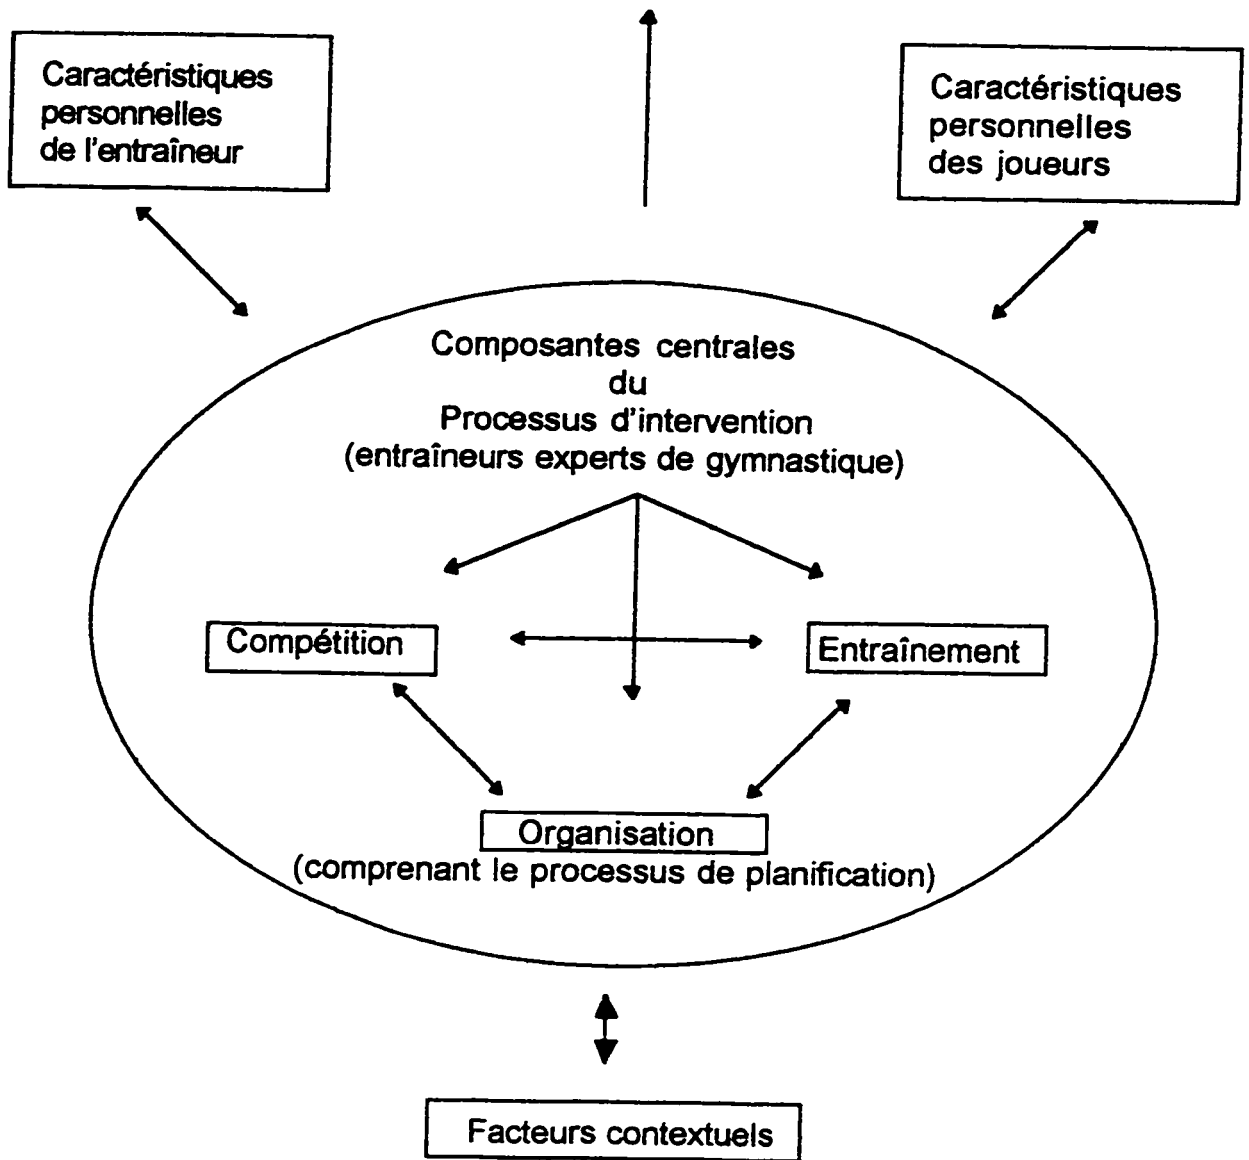 Caractéristiques
personnelles
de l'entraîneur
Caractéristiques
personnelles
des joueurs
Composantes centrales
du
Processus d'intervention
(entraîneurs experts de gymnastique)
Compétition
Entraînement
Organisation
(comprenant le processus de planification)
Facteurs contextuels